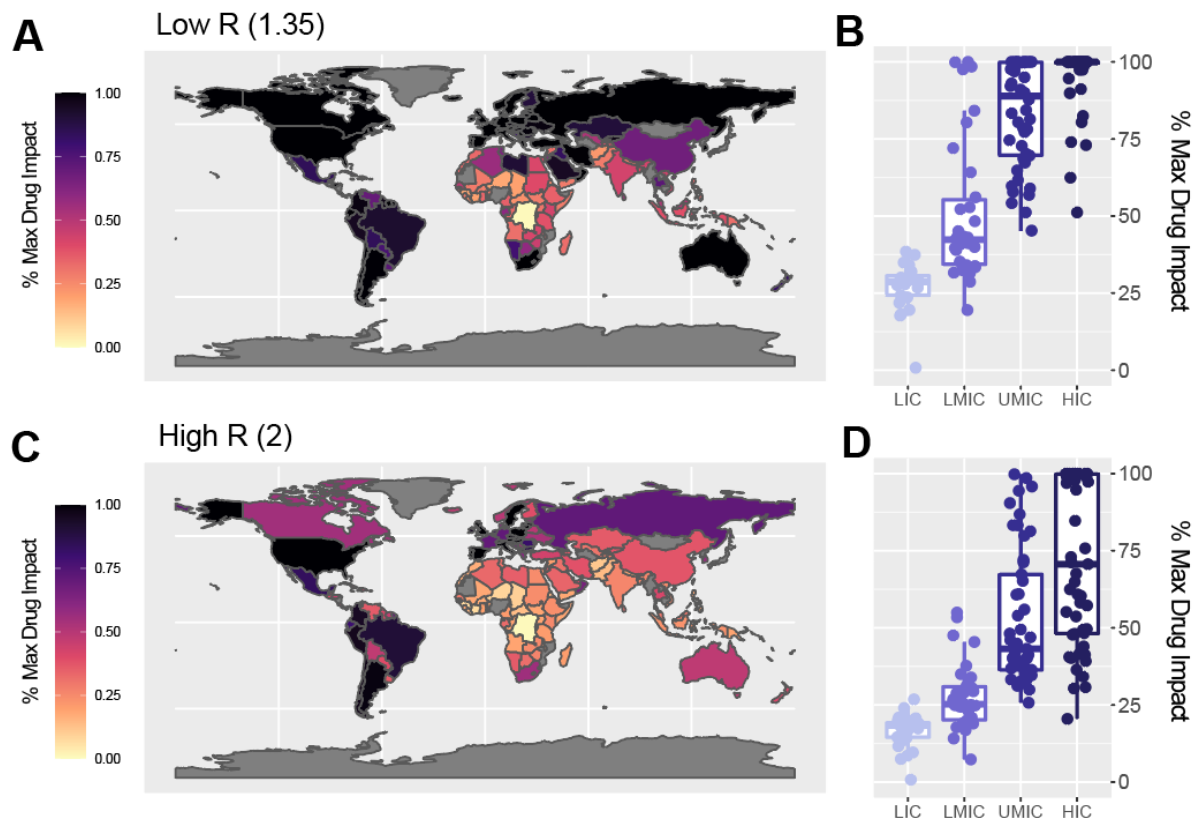 A
Low R (1.35)
% Max Drug Impact
1.00
0.75
0.50
0.25
0.00
B
100
75
50
25
0
% Max Drug Impact
LIC LMIC UMIC HIC
C
High R (2)
% Max Drug Impact
1.00
0.75
0.50
0.25
0.00
D
100
75
50
25
0
% Max Drug Impact
LIC LMIC UMIC HIC